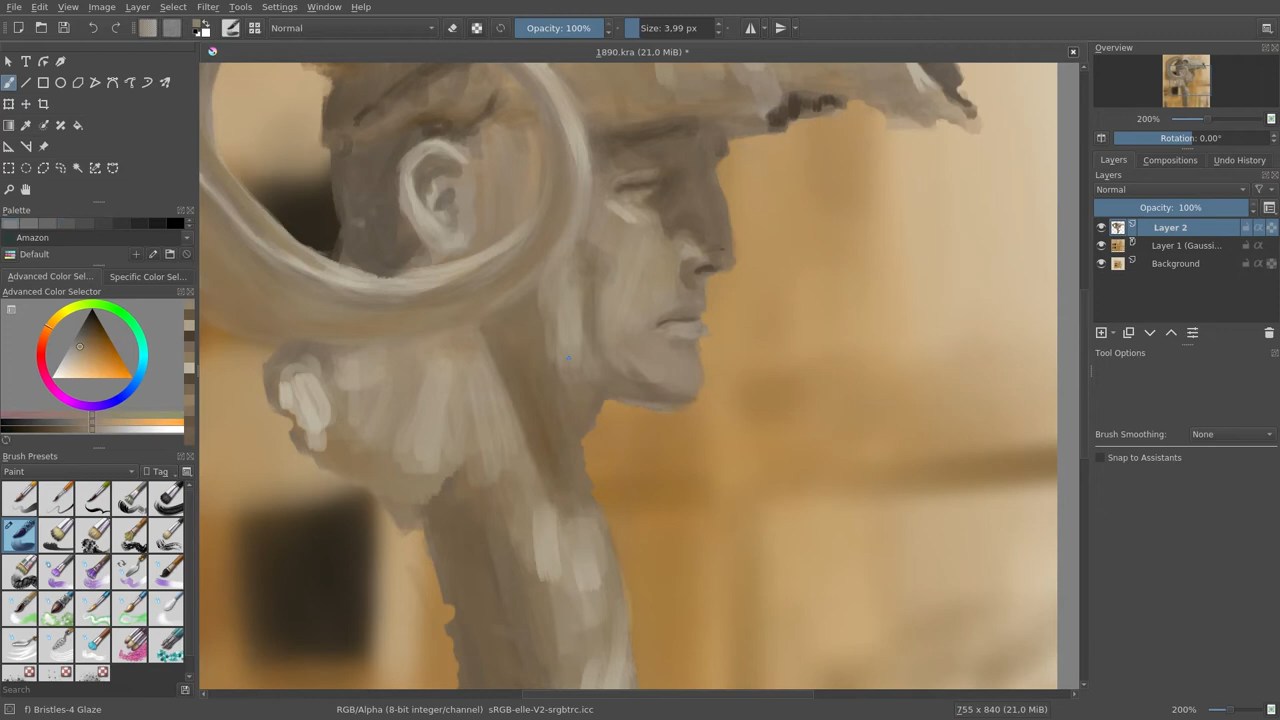 File Edit View Image Layer Select Filter Tools Settings Window Help
Normal
Opacity: 100%
Size: 3,99 px
1890.kra (21,0 MiB) *
Overview
200%
Rotation: 0,00°
Layers Compositions Undo History
Layers
Normal
Opacity: 100%
Layer 2
Layer 1 (Gaussi...
Background
Palette
Amazon
Default
Advanced Color Sel... Specific Color Selec...
Advanced Color Selector
Tool Options
Brush Smoothing: None
Snap to Assistants
Brush Presets
Paint
Tag
Search
f) Bristles-4 Glaze
RGB/Alpha (8-bit integer/channel) sRGB-elle-V2-srgbtrc.icc
755 x 840 (21,0 MiB)
200%